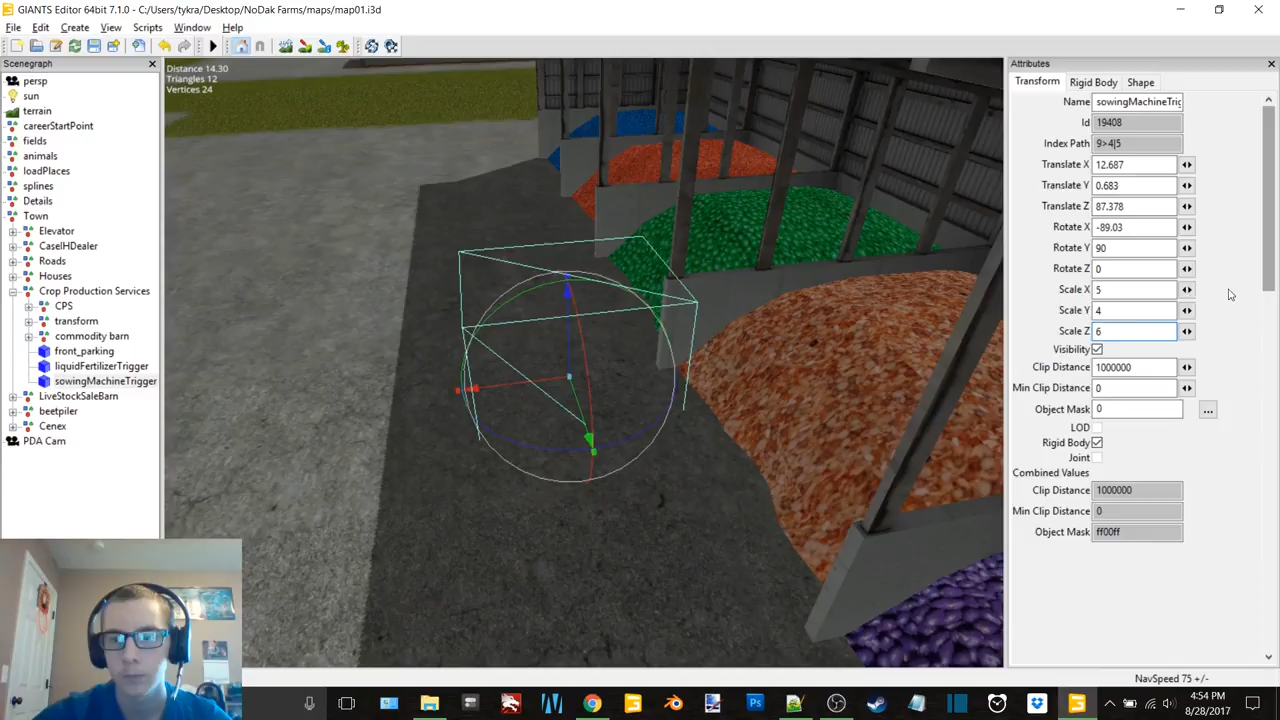 GIANTS Editor 64bit 7.1.0 - C:/Users/tykra/Desktop/NoDak Farms/maps/map01.i3d
File Edit Create View Scripts Window Help
Scenegraph
persp
sun
terrain
careerStartPoint
fields
animals
loadPlaces
splines
Details
Town
Elevator
CaseIHDealer
Roads
Houses
Crop Production Services
CPS
transform
commodity barn
front_parking
liquidFertilizerTrigger
sowingMachineTrigger
LiveStockSaleBarn
beetpiler
Cenex
PDA Cam
Distance 14.30
Triangles 12
Vertices 24
Attributes
Transform Rigid Body Shape
Name sowingMachineTrig
Id 19408
Index Path 9>4|5
Translate X 12.687
Translate Y 0.683
Translate Z 87.378
Rotate X -89.03
Rotate Y 90
Rotate Z 0
Scale X 5
Scale Y 4
Scale Z 6
Visibility
Clip Distance 1000000
Min Clip Distance 0
Object Mask 0 ...
LOD
Rigid Body
Joint
Combined Values
Clip Distance 1000000
Min Clip Distance 0
Object Mask ff00ff
NavSpeed 75 +/-
4:54 PM
8/28/2017